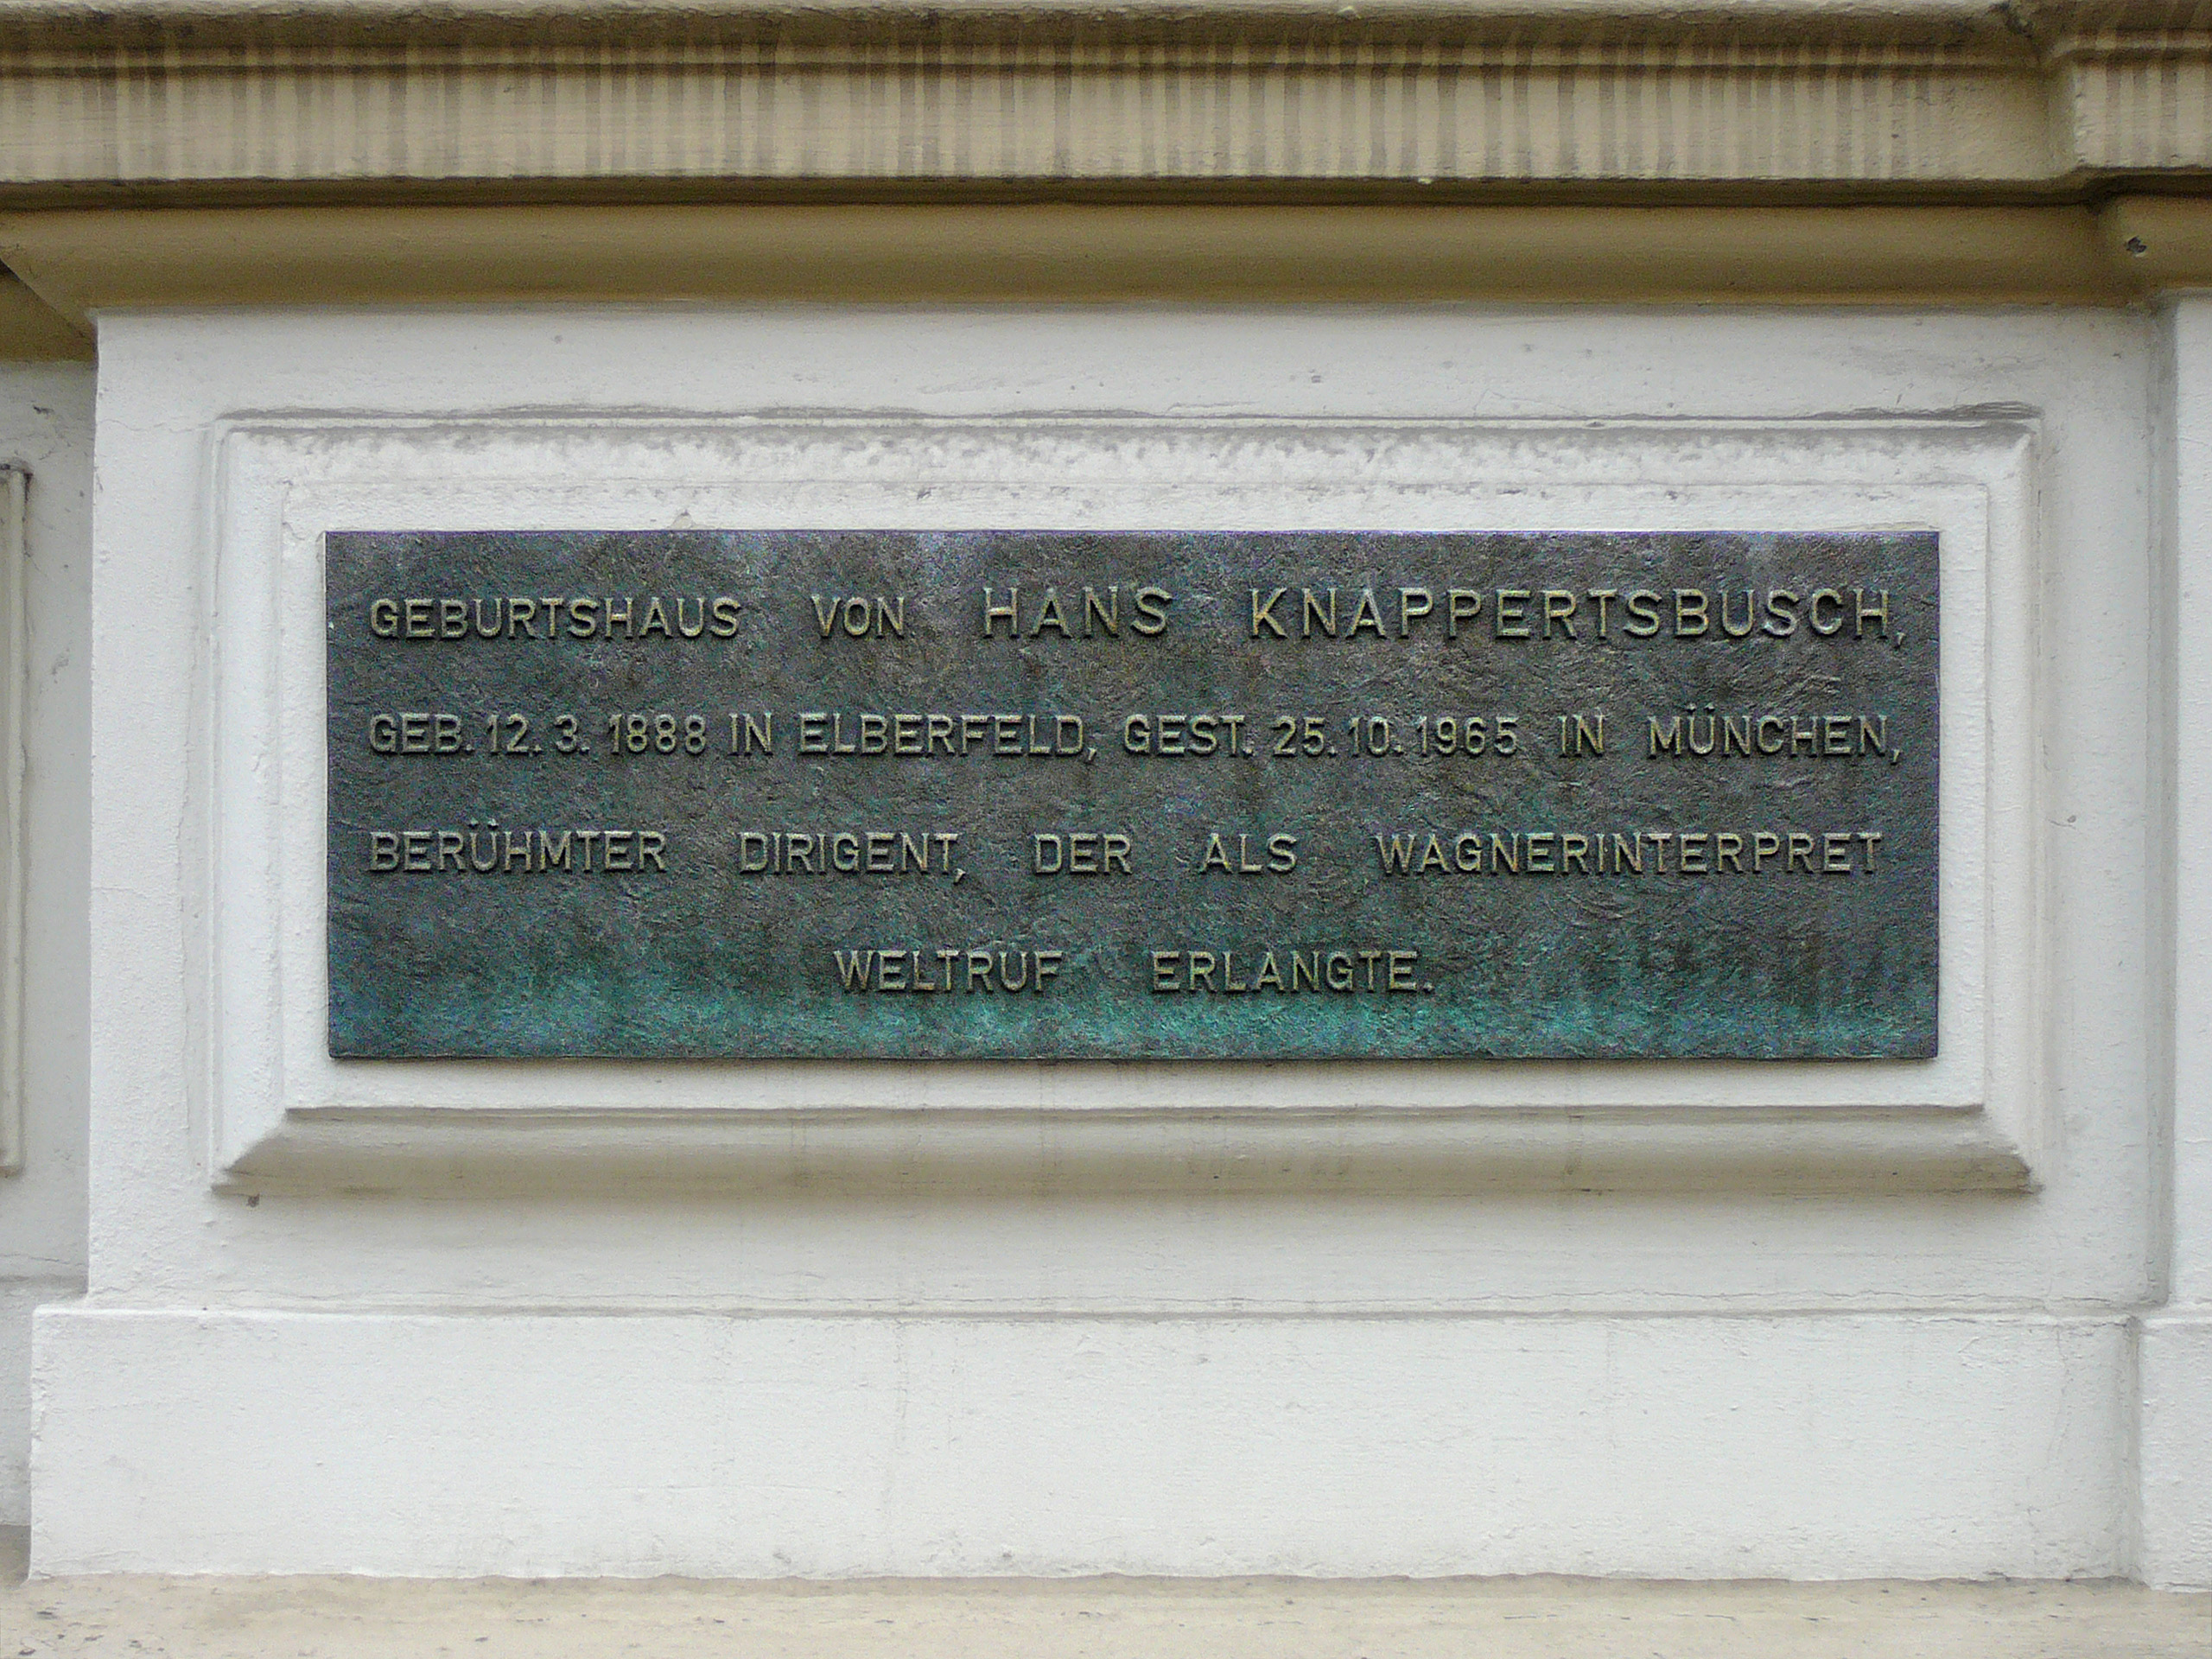 GEBURTSHAUS VON HANS KNAPPERTSBUSCH,
GEB. 12.3.1888 IN ELBERFELD, GEST. 25.10.1965 IN MÜNCHEN,
BERÜHMTER DIRIGENT, DER ALS WAGNERINTERPRET
WELTRUF ERLANGTE.